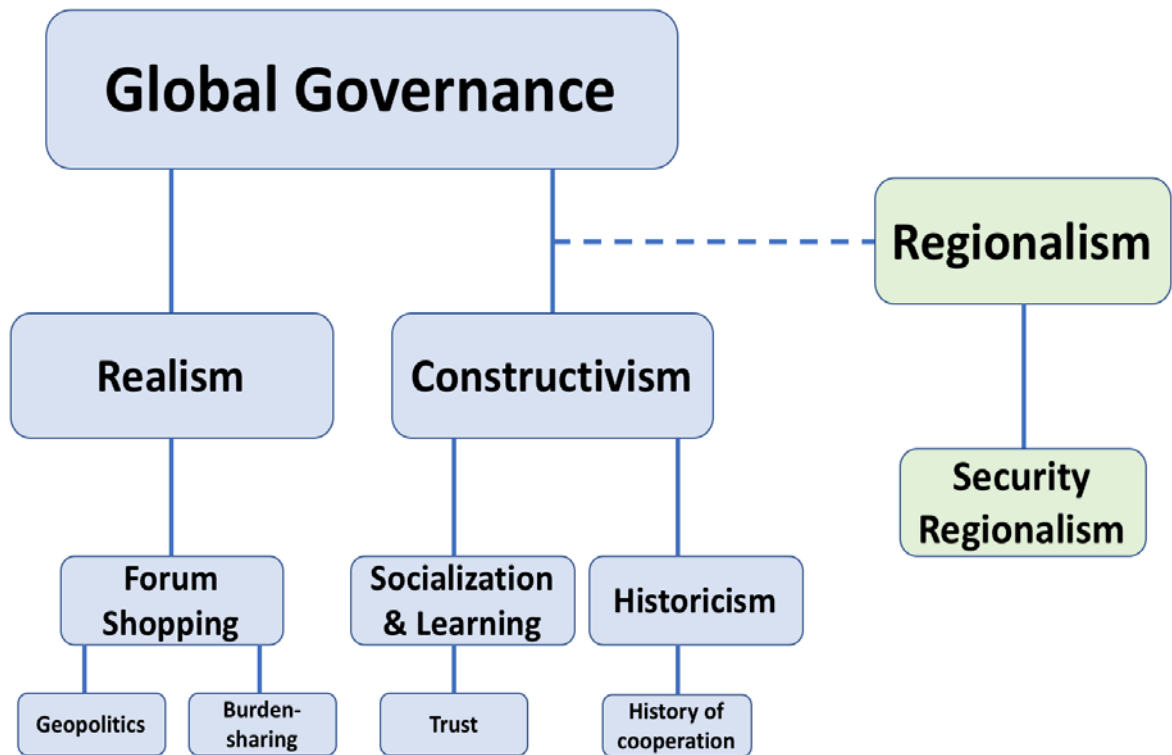 Global Governance
Regionalism
Realism
Constructivism
Security
Regionalism
Forum
Shopping
Socialization
& Learning
Historicism
Geopolitics
Burden-
sharing
Trust
History of
cooperation